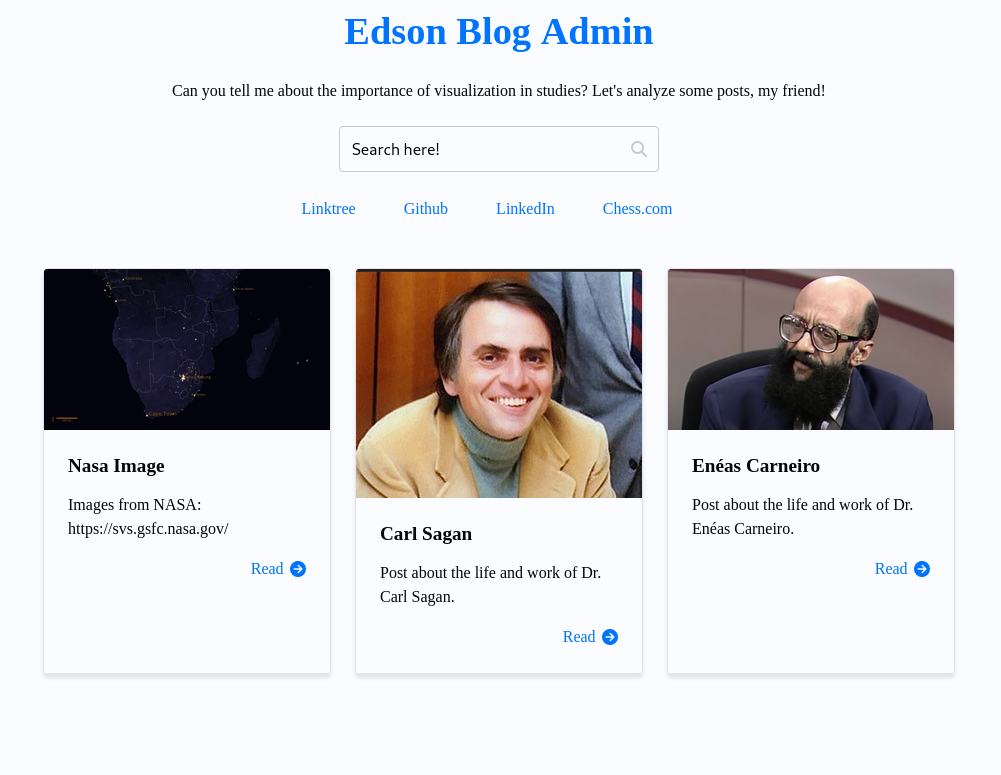 Edson Blog Admin
Can you tell me about the importance of visualization in studies? Let's analyze some posts, my friend!
Search here!
Linktree Github LinkedIn Chess.com
Nasa Image
Images from NASA:
https://svs.gsfc.nasa.gov/
Read
Carl Sagan
Post about the life and work of Dr.
Carl Sagan.
Read
Enéas Carneiro
Post about the life and work of Dr.
Enéas Carneiro.
Read